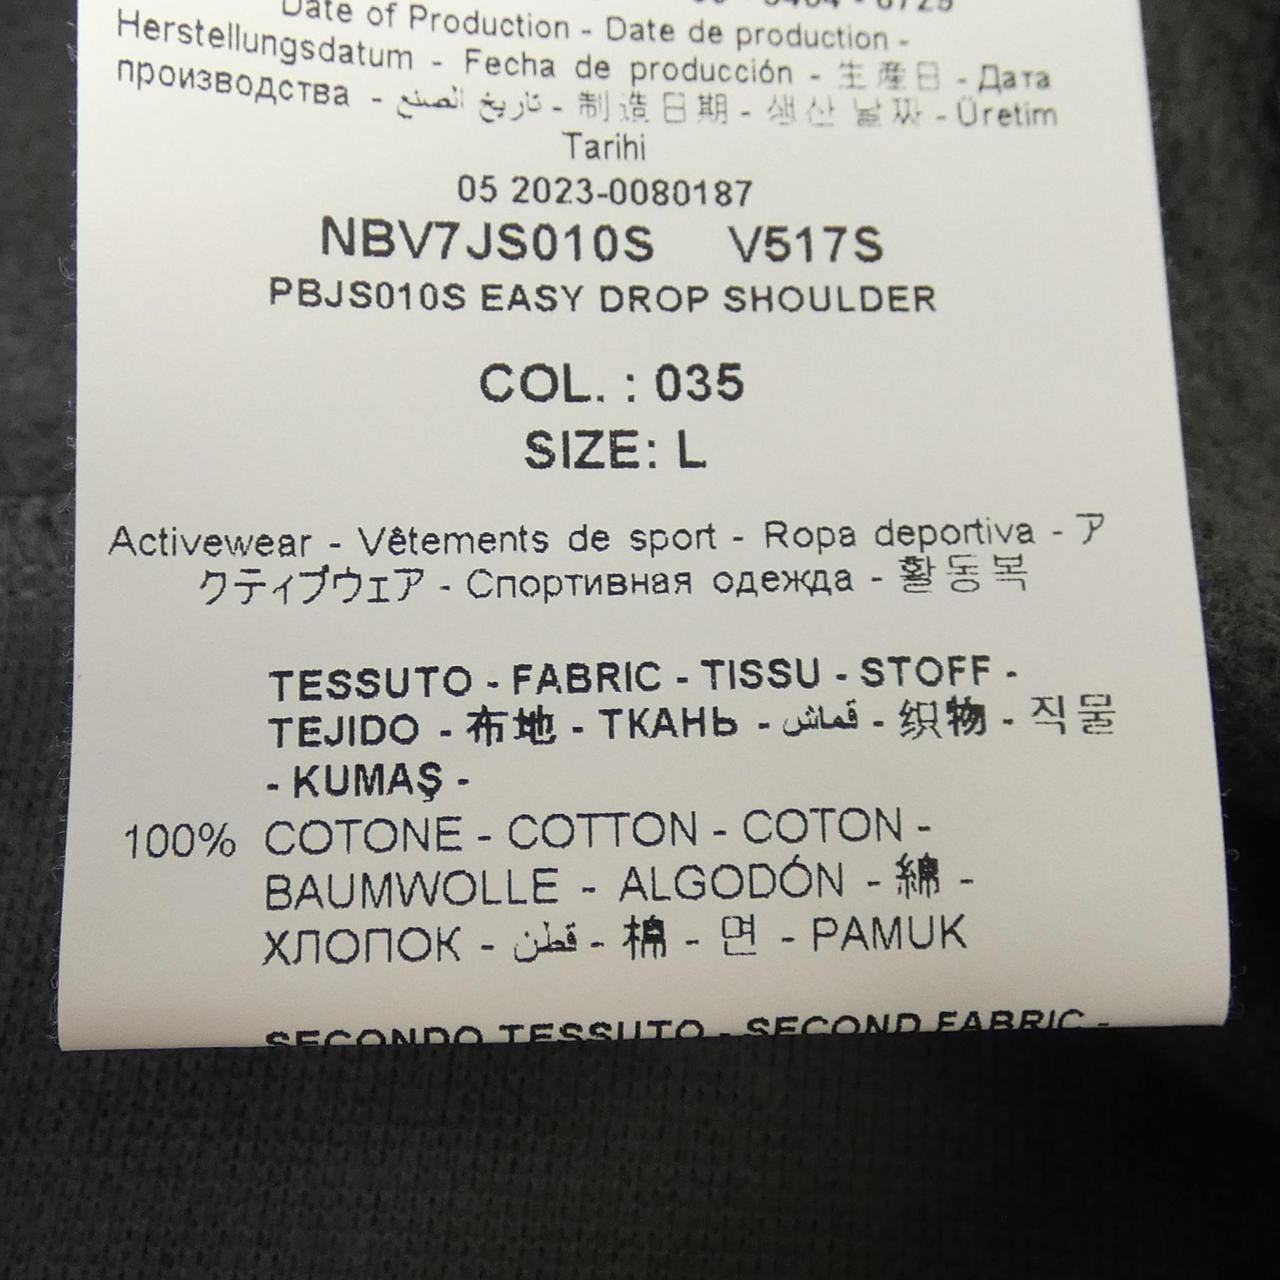 Date of Production - Date de production -
Herstellungsdatum - Fecha de producción - 生産日 - Дата
производства - تاريخ الصنع - 制造日期 - 생산 날짜 - Üretim
Tarihi
05 2023-0080187
NBV7JS010S V517S
PBJS010S EASY DROP SHOULDER
COL. : 035
SIZE: L
Activewear - Vêtements de sport - Ropa deportiva - ア
クティブウェア - Спортивная одежда - 활동복
TESSUTO - FABRIC - TISSU - STOFF -
TEJIDO - 布地 - ТКАНЬ - قماش - 织物 - 직물
- KUMAŞ -
100% COTONE - COTTON - COTON -
BAUMWOLLE - ALGODÓN - 綿 -
ХЛОПОК - قطن - 棉 - 면 - PAMUK
SECONDO TESSUTO - SECOND FABRIC -